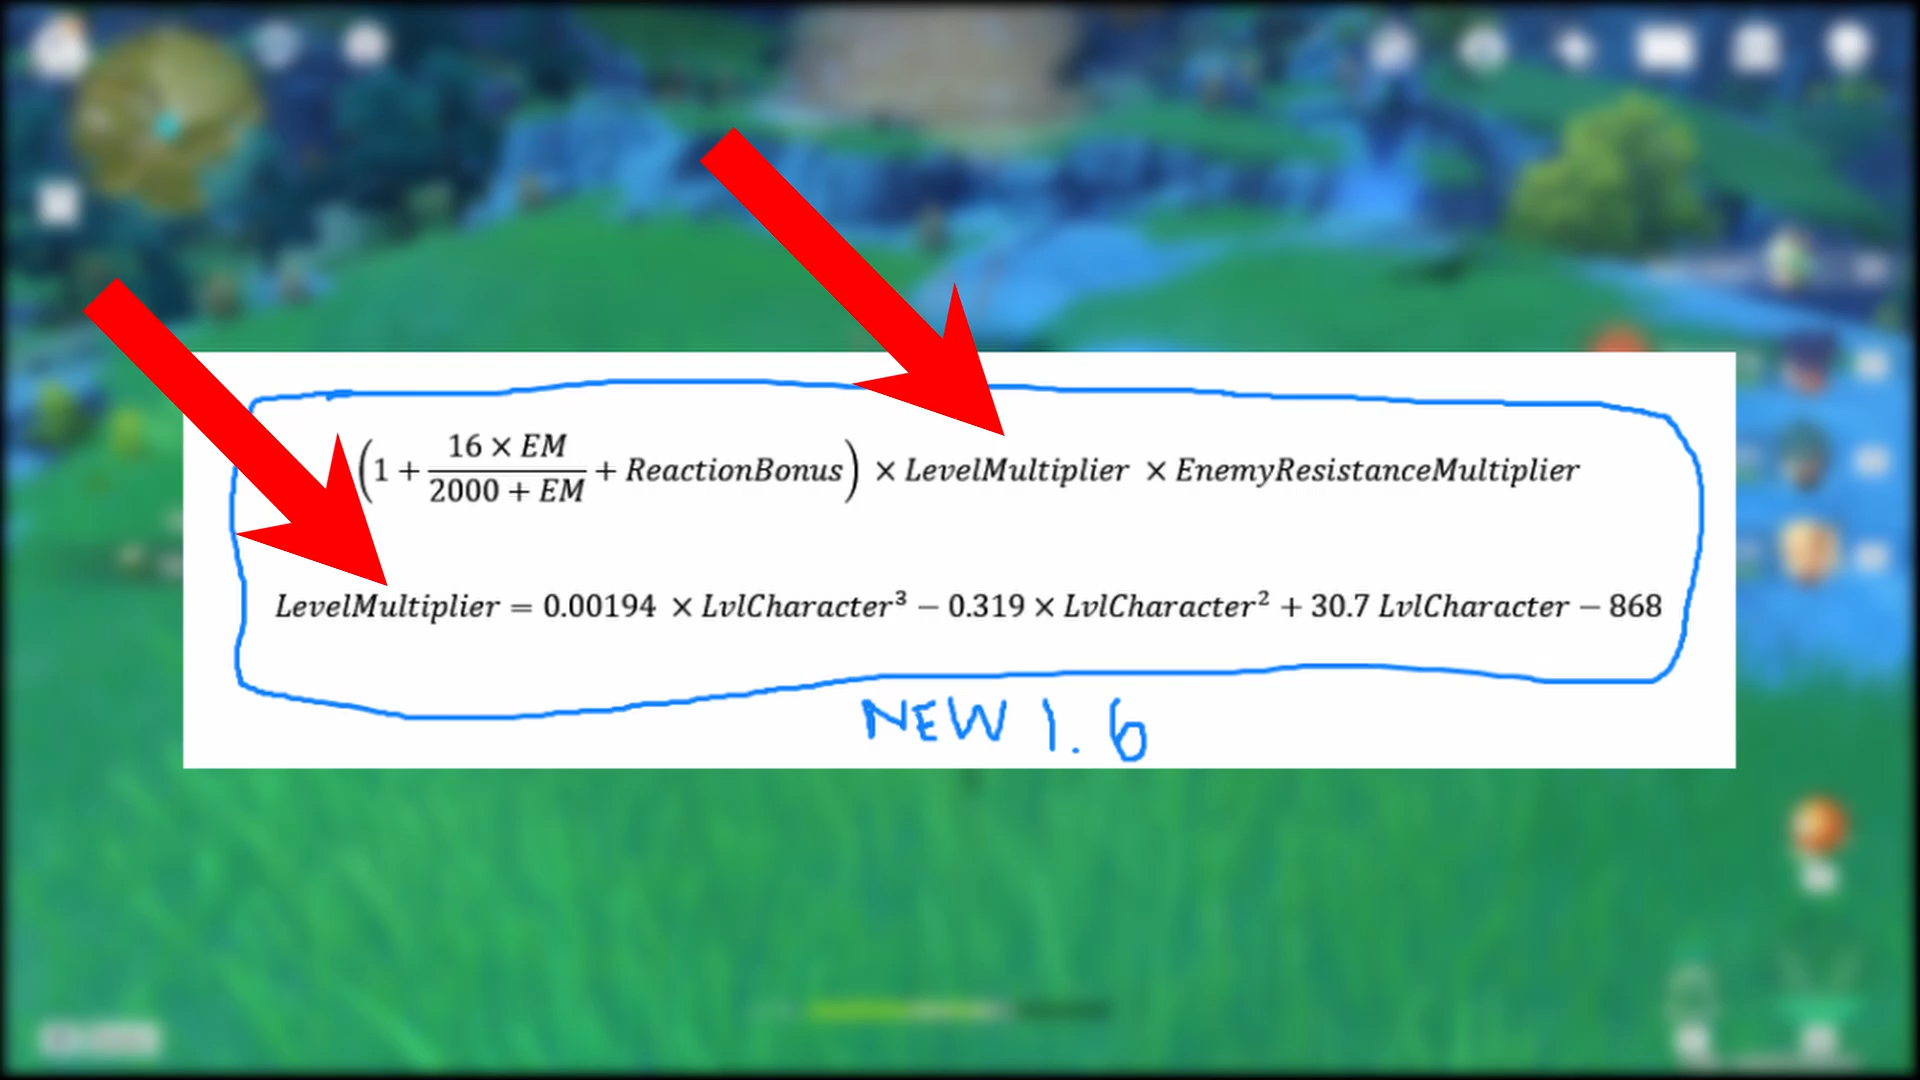 (1 + 16 × EM / 2000 + EM + ReactionBonus) × LevelMultiplier × EnemyResistanceMultiplier
LevelMultiplier = 0.00194 × LvlCharacter³ − 0.319 × LvlCharacter² + 30.7 LvlCharacter − 868
NEW 1.6